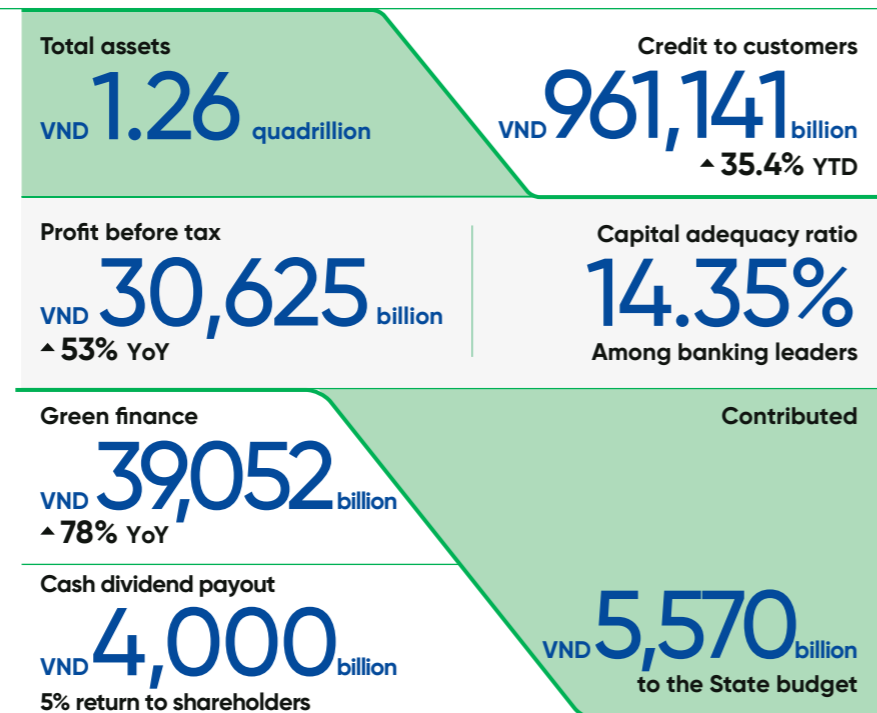 Total assets
VND 1.26 quadrillion
Credit to customers
VND 961,141 billion
▲ 35.4% YTD
Profit before tax
VND 30,625 billion
▲ 53% YoY
Capital adequacy ratio
14.35%
Among banking leaders
Green finance
VND 39,052 billion
▲ 78% YoY
Cash dividend payout
VND 4,000 billion
5% return to shareholders
Contributed
VND 5,570 billion
to the State budget